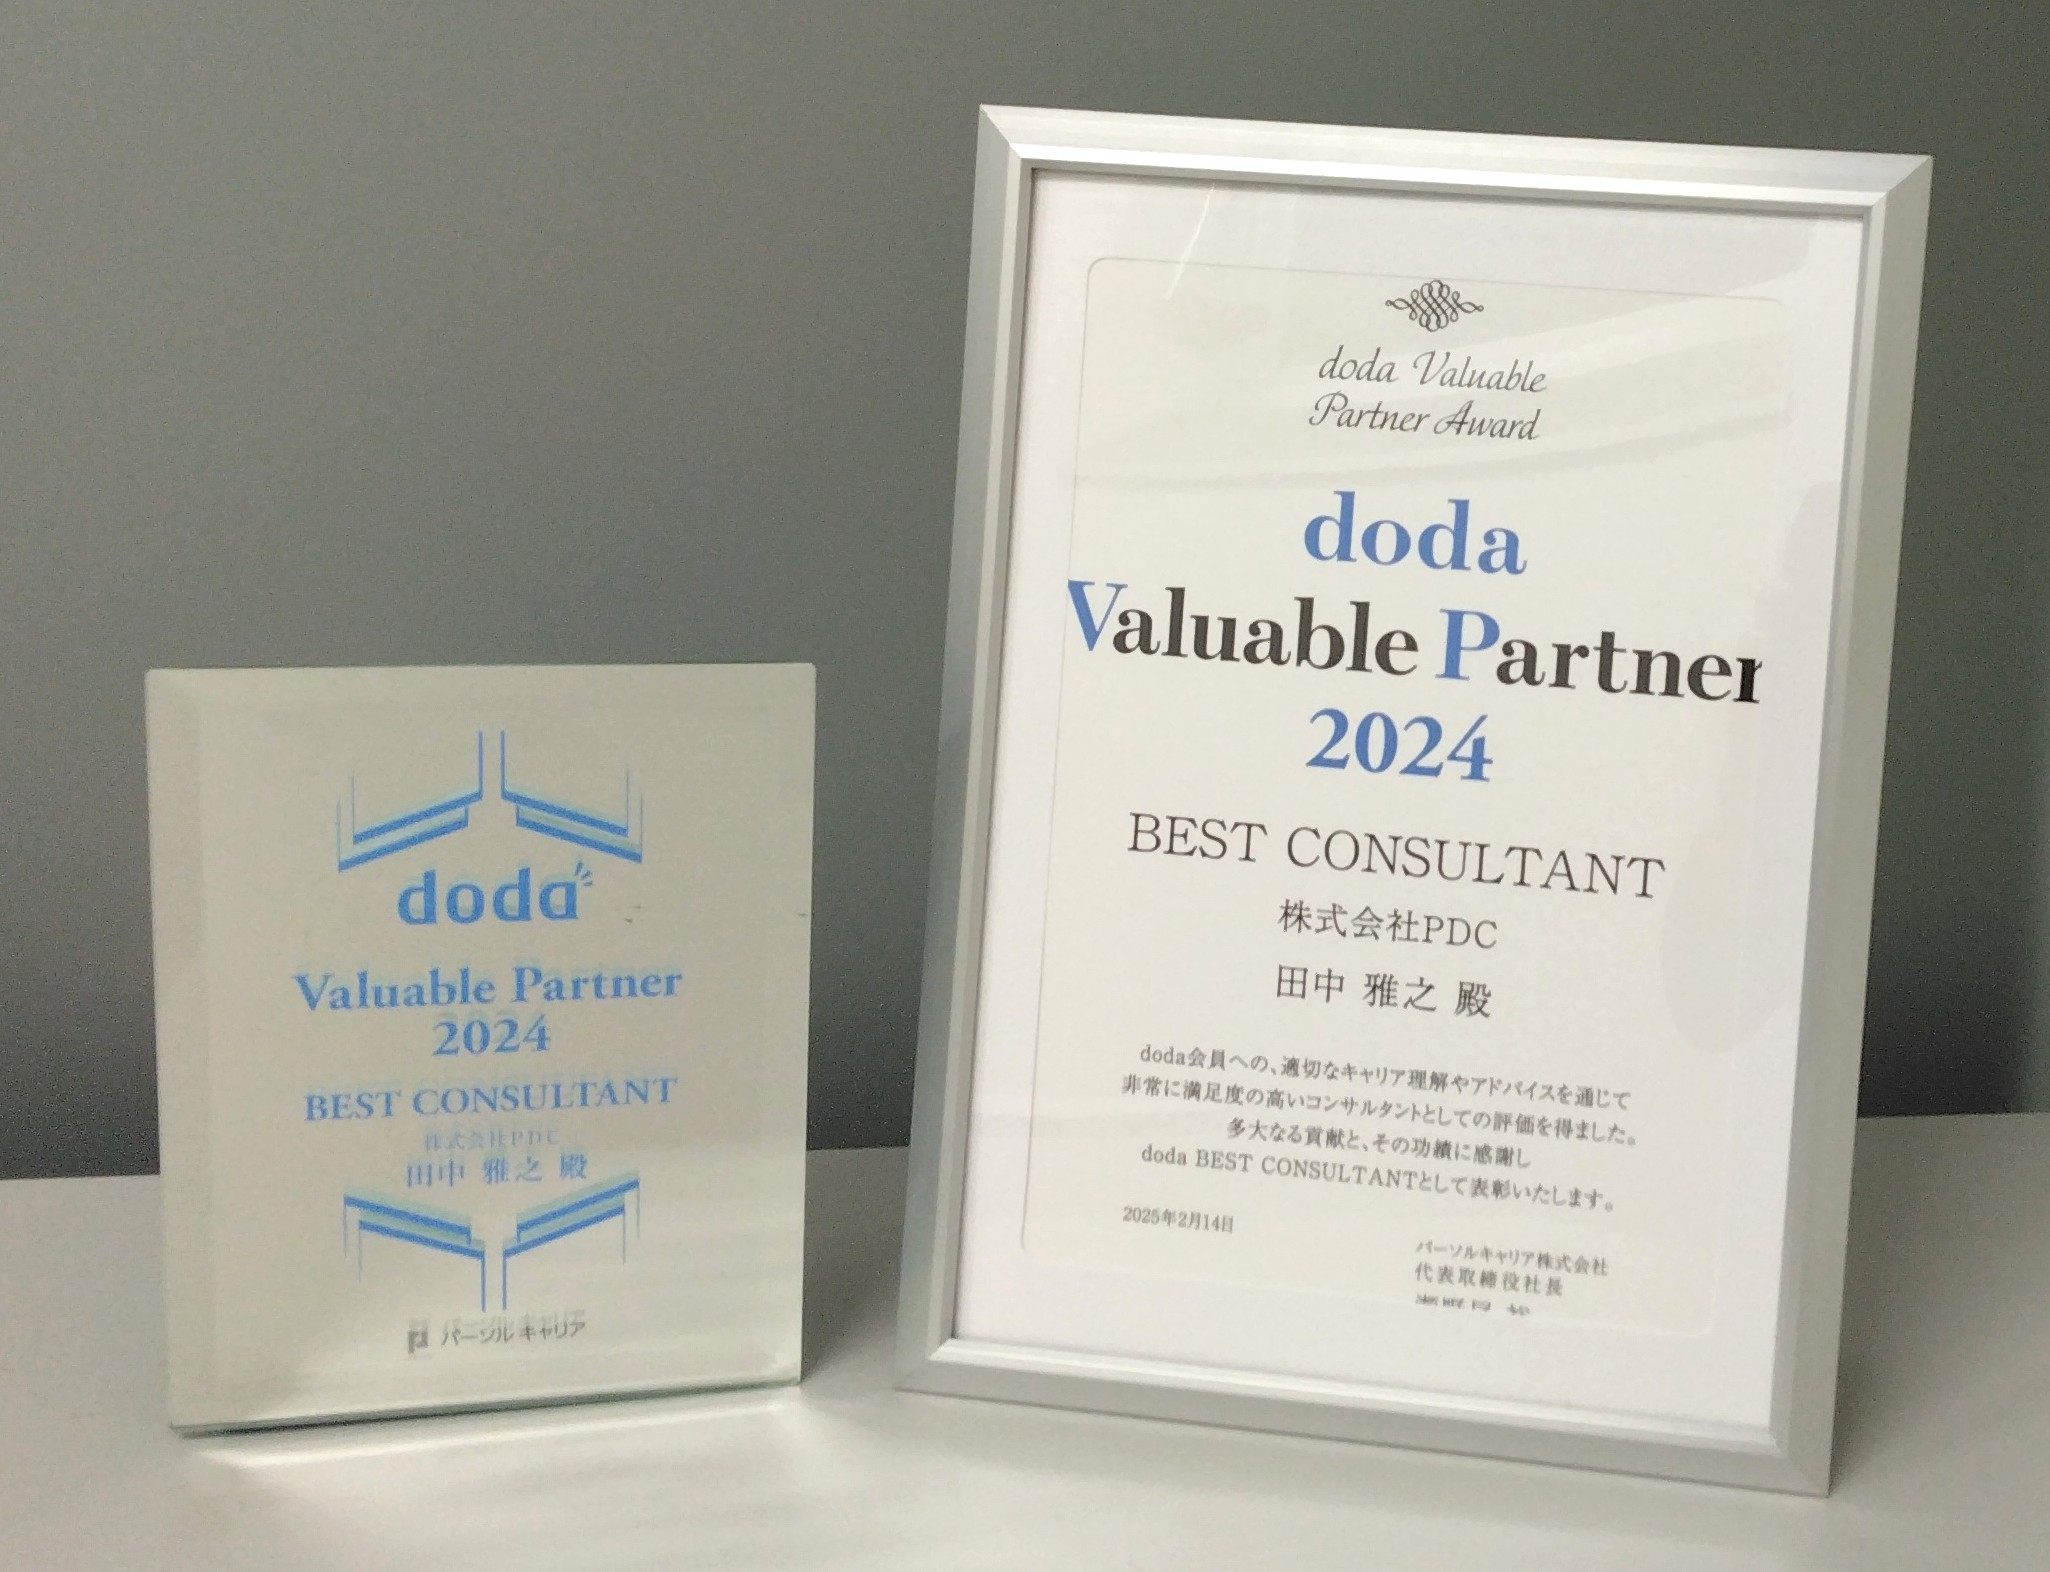 doda
Valuable Partner
2024
BEST CONSULTANT
株式会社PDC
田中 雅之 殿
パーソルキャリア
doda Valuable
Partner Award
doda
Valuable Partner
2024
BEST CONSULTANT
株式会社PDC
田中 雅之 殿
doda会員への、適切なキャリア理解やアドバイスを通じて
非常に満足度の高いコンサルタントとしての評価を得ました。
多大なる貢献と、その功績に感謝し
doda BEST CONSULTANTとして表彰いたします。
2025年2月14日
パーソルキャリア株式会社
代表取締役社長